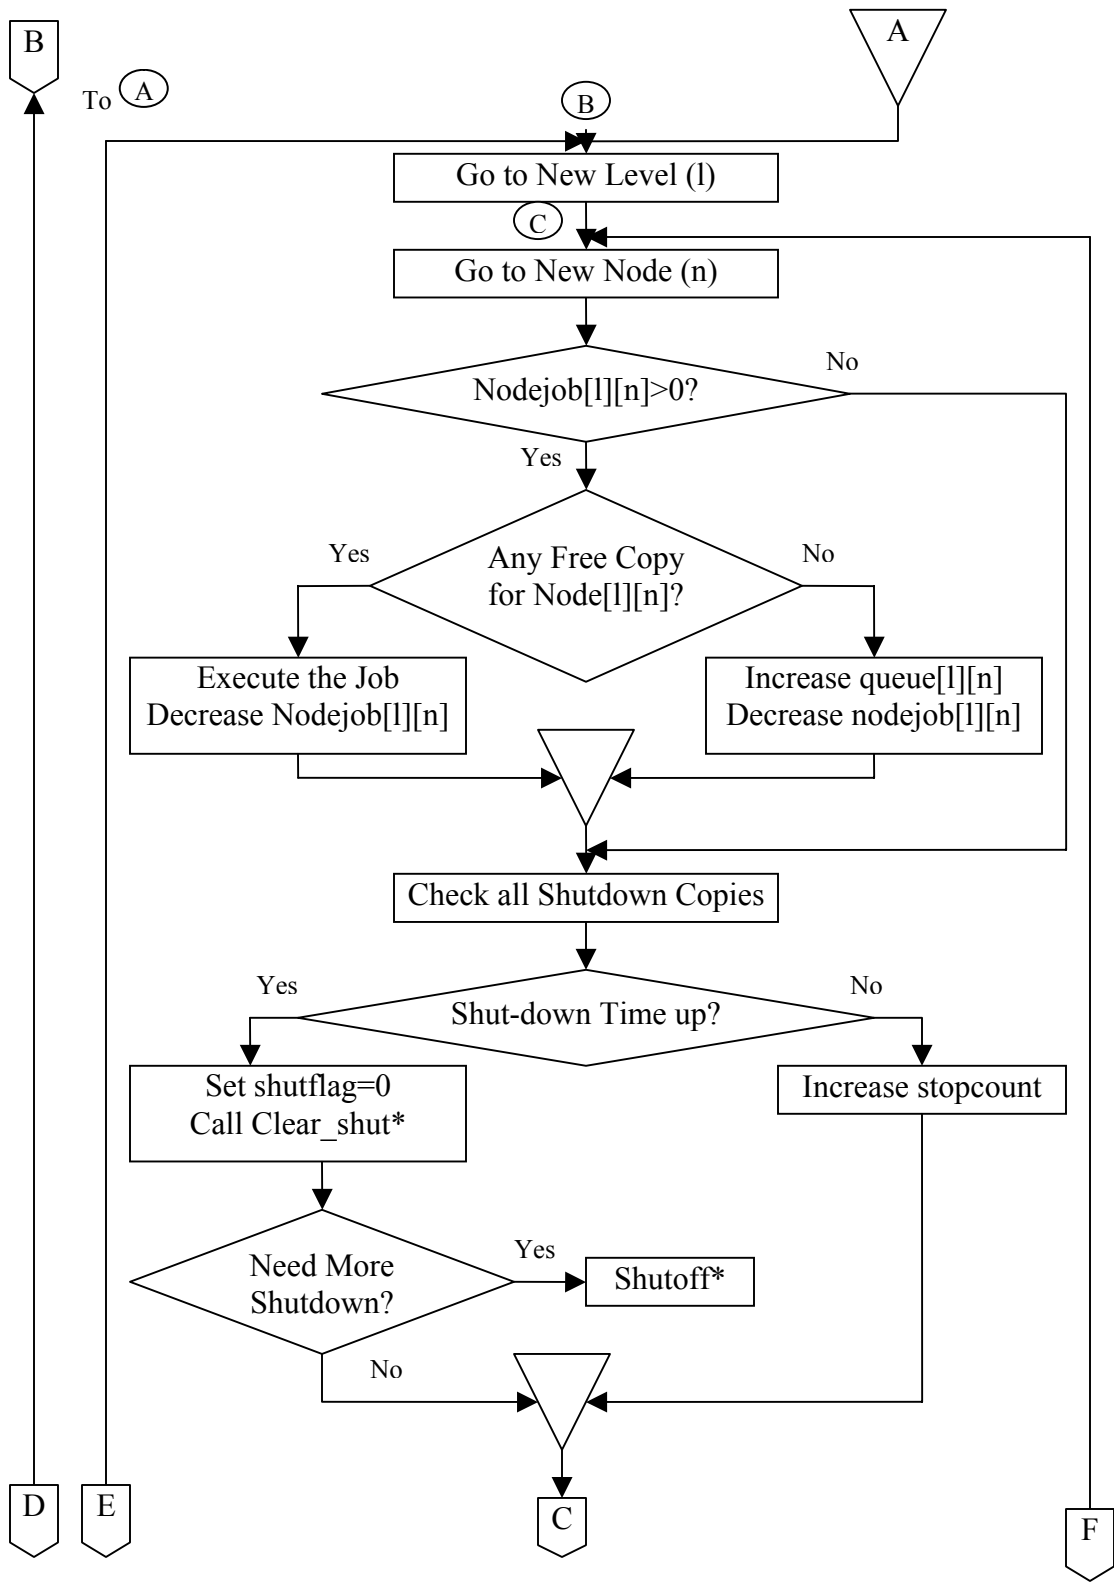 B
A
To A
B
Go to New Level (l)
C
Go to New Node (n)
No
Nodejob[l][n]>0?
Yes
Yes
Any Free Copy
for Node[l][n]?
No
Execute the Job
Decrease Nodejob[l][n]
Increase queue[l][n]
Decrease nodejob[l][n]
Check all Shutdown Copies
Yes
Shut-down Time up?
No
Set shutflag=0
Call Clear_shut*
Increase stopcount
Need More
Shutdown?
Yes
Shutoff*
No
D
E
C
F